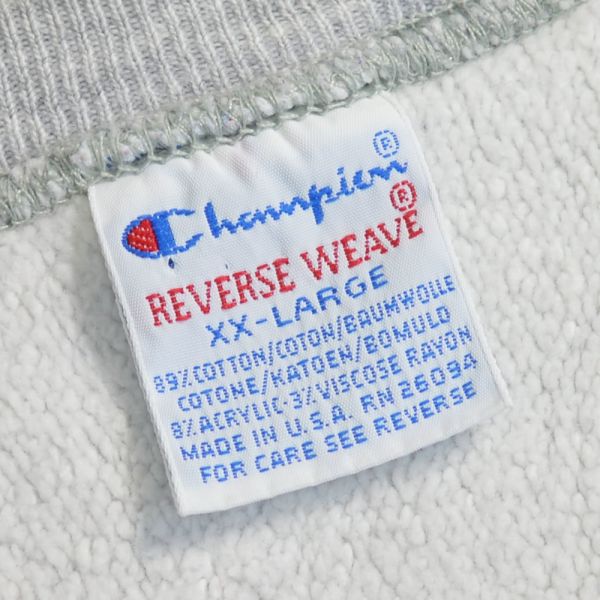 Champion®
REVERSE WEAVE®
XX-LARGE
89% COTTON/COTON/BAUMWOLLE
COTONE/KATOEN/BOMULD
8% ACRYLIC·3% VISCOSE RAYON
MADE IN U.S.A. RN 26094
FOR CARE SEE REVERSE